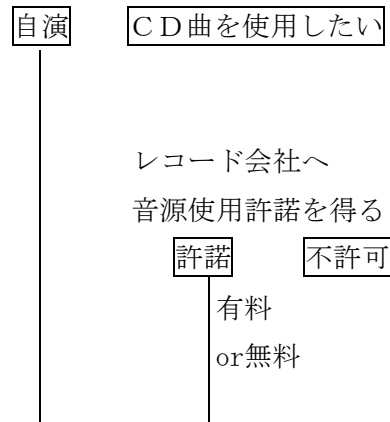 自演 ＣＤ曲を使用したい
レコード会社へ
音源使用許諾を得る
許諾 不許可
有料
or無料